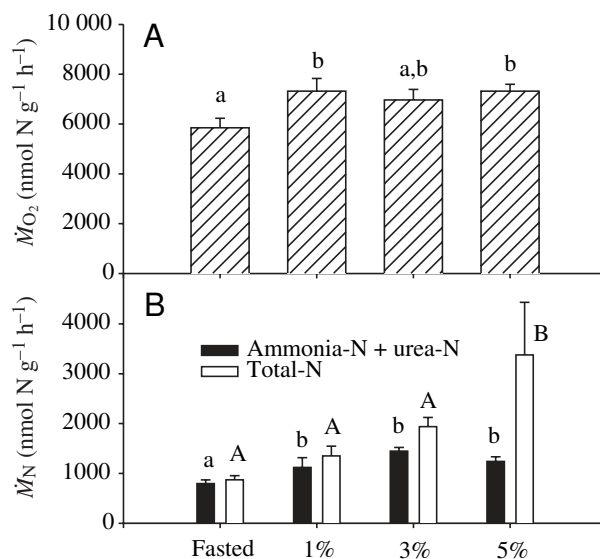 10 000
A
8000
6000
4000
2000
0
a
b
a,b
b
ṀO₂ (nmol N g⁻¹ h⁻¹)
B
4000
3000
2000
1000
0
Ammonia-N + urea-N
Total-N
a
A
b
A
b
A
b
B
ṀN (nmol N g⁻¹ h⁻¹)
Fasted 1% 3% 5%